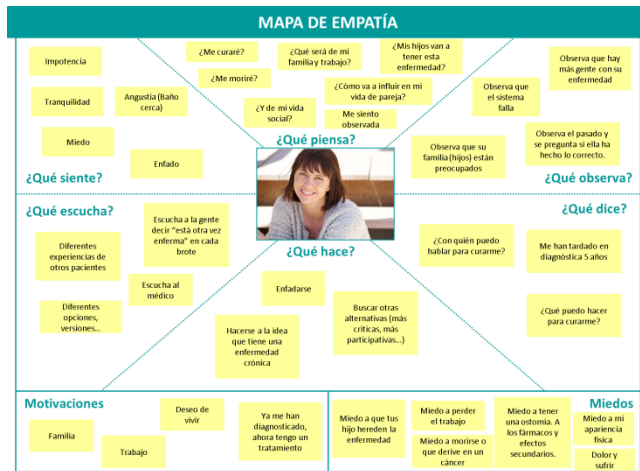 MAPA DE EMPATÍA
Impotencia
Tranquilidad
Angustia (Baño
cerca)
Miedo
Enfado
¿Qué siente?
¿Me curaré?
¿Qué será de mi
familia y trabajo?
¿Mis hijos van a
tener esta
enfermedad?
¿Me moriré?
¿Cómo va a influir en mi
vida de pareja?
¿Y de mi vida
social?
Me siento
observada
¿Qué piensa?
Observa que hay
más gente con su
enfermedad
Observa que
el sistema
falla
Observa el pasado y
se pregunta si ella ha
hecho lo correcto.
Observa que su
familia (hijos) están
preocupados
¿Qué observa?
¿Qué escucha?
Escucha a la gente
decir "está otra vez
enferma" en cada
brote
Diferentes
experiencias de
otros pacientes
Escucha al
médico
Diferentes
opciones,
versiones...
¿Qué hace?
Enfadarse
Buscar otras
alternativas (más
criticas, más
participativas...)
Hacerse a la idea
que tiene una
enfermedad
crónica
¿Qué dice?
¿Con quién puedo
hablar para curarme?
Me han tardado en
diagnóstica 5 años
¿Qué puedo hacer
para curarme?
Motivaciones
Familia
Trabajo
Deseo de
vivir
Ya me han
diagnosticado,
ahora tengo un
tratamiento
Miedos
Miedo a que tus
hijo hereden la
enfermedad
Miedo a perder
el trabajo
Miedo a morirse o
que derive en un
cáncer
Miedo a tener
una ostomía. A
los fármacos y
efectos
secundarios.
Miedo a mi
apariencia
física
Dolor y
sufrir